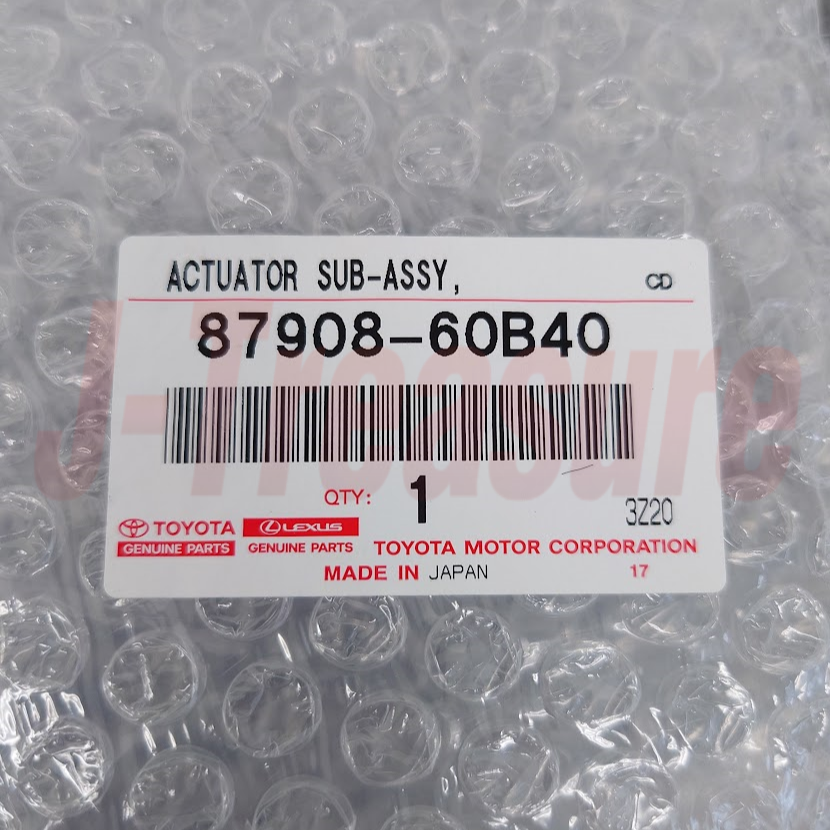 ACTUATOR SUB-ASSY, CD
87908-60B40
J-Treasure
QTY: 1
3Z20
TOYOTA LEXUS
GENUINE PARTS GENUINE PARTS TOYOTA MOTOR CORPORATION
MADE IN JAPAN 17